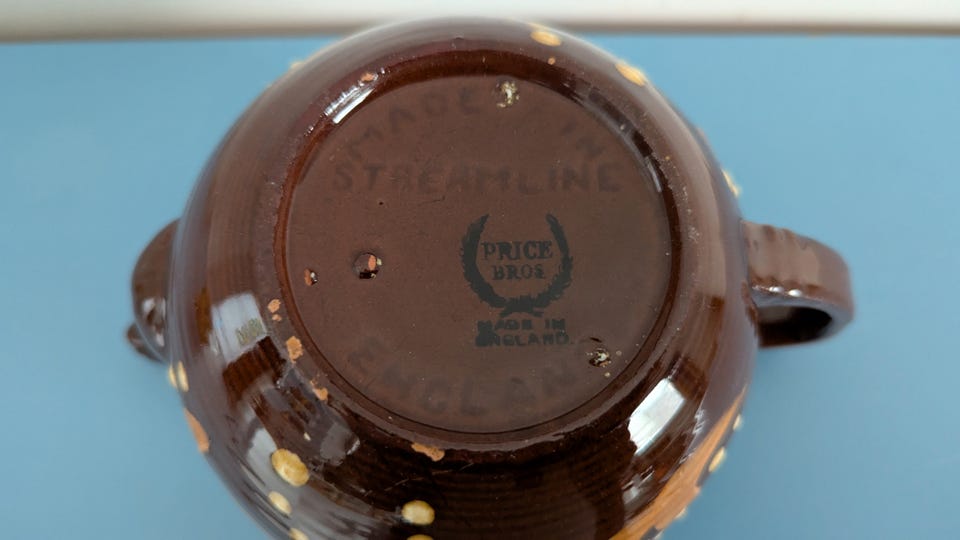 MADE IN
STREAMLINE
PRICE
BROS
MADE IN
ENGLAND.
ENGLAND